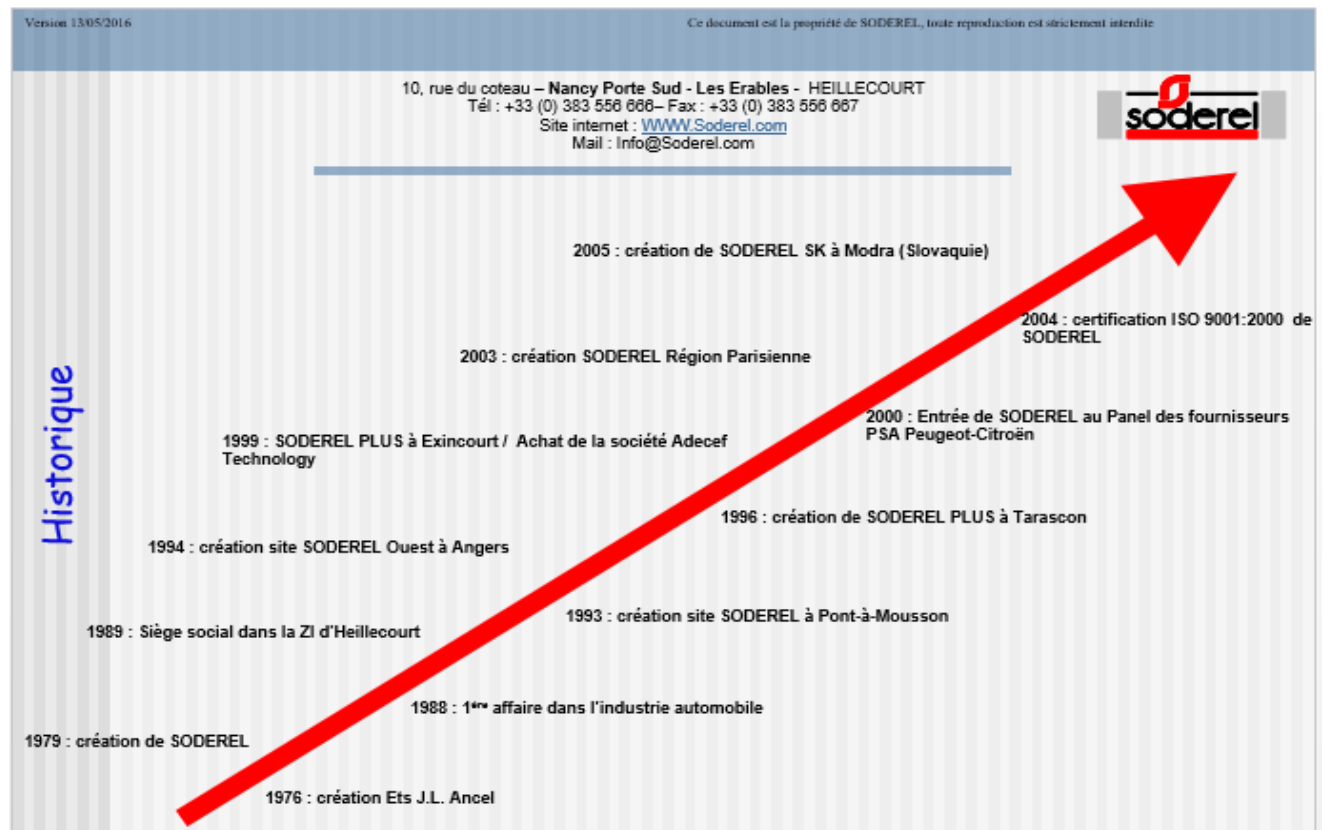 Version 13/05/2016
Ce document est la propriété de SODEREL, toute reproduction est strictement interdite
10, rue du coteau – Nancy Porte Sud - Les Erables - HEILLECOURT
Tél : +33 (0) 383 556 666– Fax : +33 (0) 383 556 667
Site internet : WWW.Soderel.com
Mail : Info@Soderel.com
soderel
2005 : création de SODEREL SK à Modra (Slovaquie)
2004 : certification ISO 9001:2000 de
SODEREL
2003 : création SODEREL Région Parisienne
Historique
2000 : Entrée de SODEREL au Panel des fournisseurs
PSA Peugeot-Citroën
1999 : SODEREL PLUS à Exincourt / Achat de la société Adecef
Technology
1996 : création de SODEREL PLUS à Tarascon
1994 : création site SODEREL Ouest à Angers
1993 : création site SODEREL à Pont-à-Mousson
1989 : Siège social dans la ZI d'Heillecourt
1988 : 1ère affaire dans l'industrie automobile
1979 : création de SODEREL
1976 : création Ets J.L. Ancel